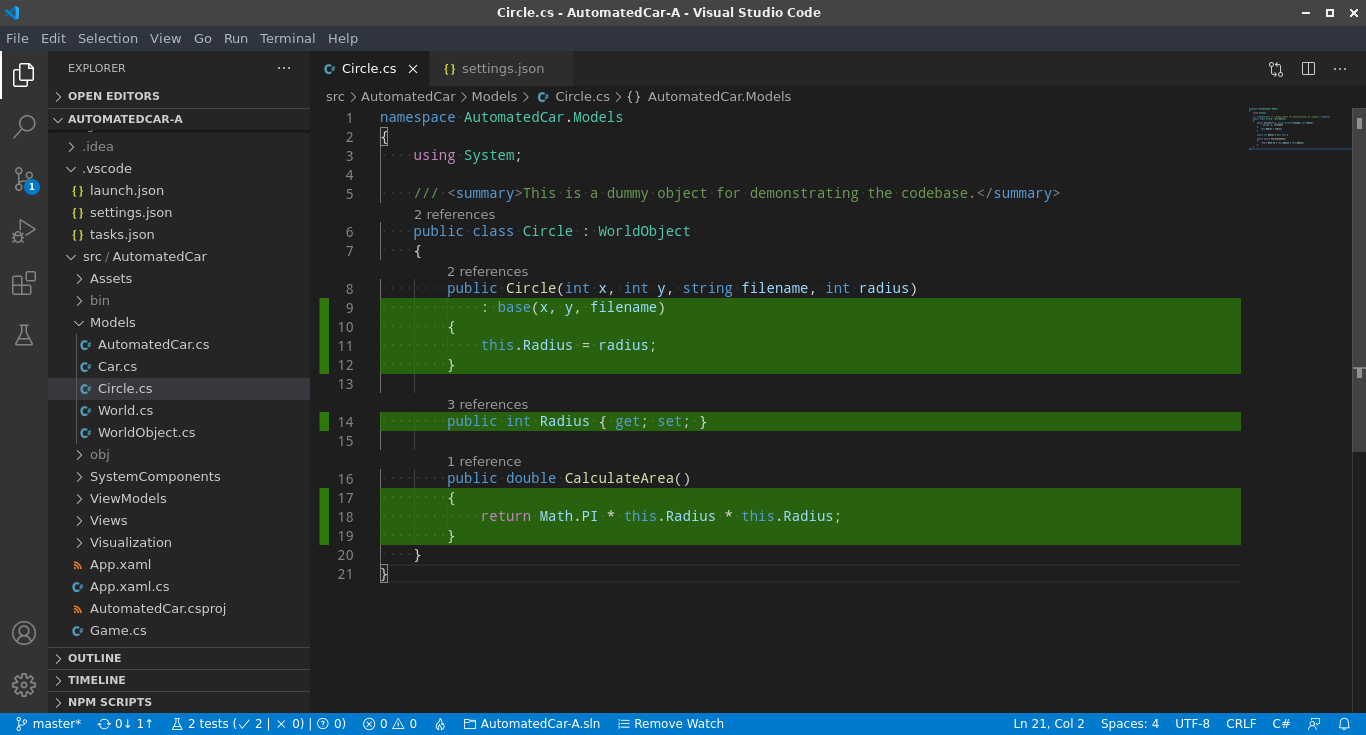 Circle.cs - AutomatedCar-A - Visual Studio Code
File Edit Selection View Go Run Terminal Help
EXPLORER
OPEN EDITORS
AUTOMATEDCAR-A
.idea
.vscode
{} launch.json
{} settings.json
{} tasks.json
src / AutomatedCar
Assets
bin
Models
C# AutomatedCar.cs
C# Car.cs
C# Circle.cs
C# World.cs
C# WorldObject.cs
obj
SystemComponents
ViewModels
Views
Visualization
App.xaml
C# App.xaml.cs
AutomatedCar.csproj
C# Game.cs
OUTLINE
TIMELINE
NPM SCRIPTS
1
C# Circle.cs
{} settings.json
src > AutomatedCar > Models > C# Circle.cs > {} AutomatedCar.Models
1 namespace AutomatedCar.Models
2 {
3 using System;
4
5 /// <summary>This is a dummy object for demonstrating the codebase.</summary>
2 references
6 public class Circle : WorldObject
7 {
2 references
8 public Circle(int x, int y, string filename, int radius)
9 : base(x, y, filename)
10 {
11 this.Radius = radius;
12 }
13
3 references
14 public int Radius { get; set; }
15
1 reference
16 public double CalculateArea()
17 {
18 return Math.PI * this.Radius * this.Radius;
19 }
20 }
21 }
master* 0↓ 1↑ 2 tests (✓ 2 | × 0) | ? 0) 0 0 AutomatedCar-A.sln Remove Watch Ln 21, Col 2 Spaces: 4 UTF-8 CRLF C#